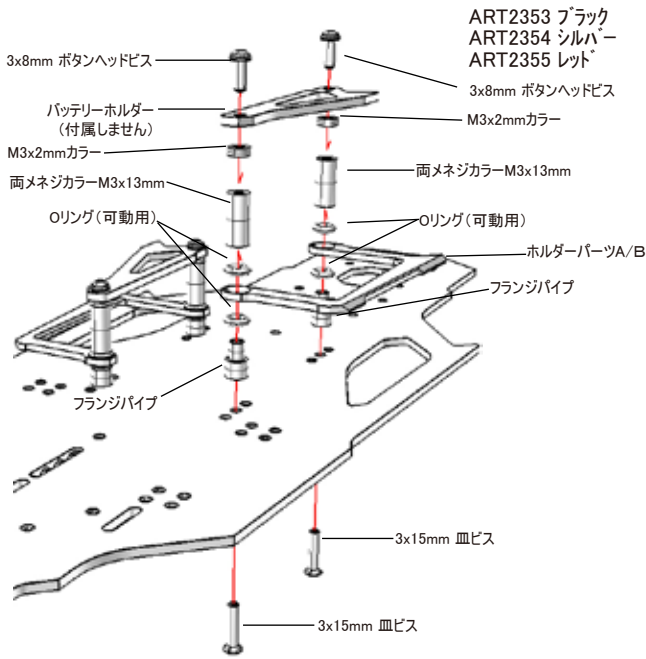 ART2353 ブラック
ART2354 シルバー
ART2355 レッド
3x8mm ボタンヘッドビス
3x8mm ボタンヘッドビス
バッテリーホルダー
(付属しません)
M3x2mmカラー
M3x2mmカラー
両メネジカラーM3x13mm
両メネジカラーM3x13mm
Oリング(可動用)
Oリング(可動用)
ホルダーパーツA/B
フランジパイプ
フランジパイプ
3x15mm 皿ビス
3x15mm 皿ビス